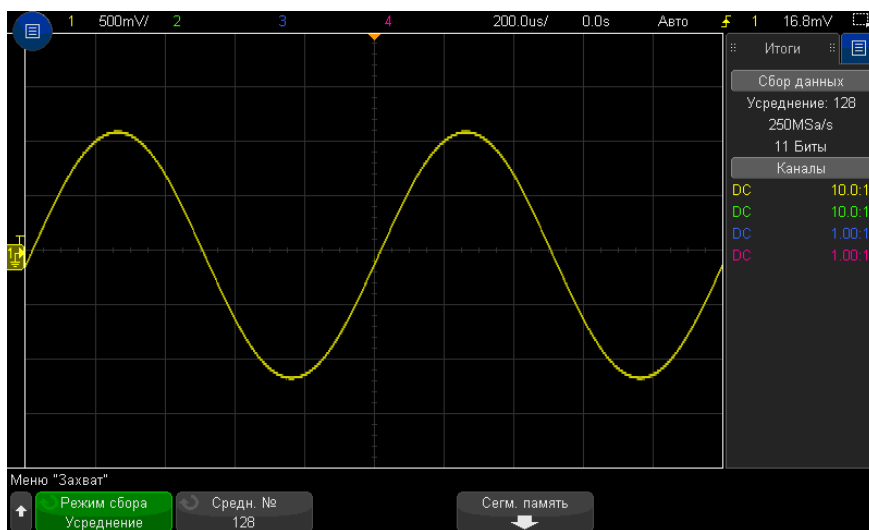 1 500mV/ 2 3 4 200.0us/ 0.0s Авто 1 16.8mV
Итоги
Сбор данных
Усреднение: 128
250MSa/s
11 Биты
Каналы
DC 10.0:1
DC 10.0:1
DC 1.00:1
DC 1.00:1
1
Меню "Захват"
Режим сбора
Усреднение
Средн. №
128
Сегм. память